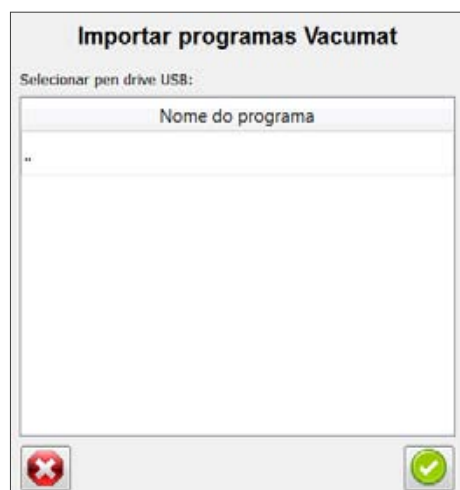 Importar programas Vacumat
Selecionar pen drive USB:
Nome do programa
..